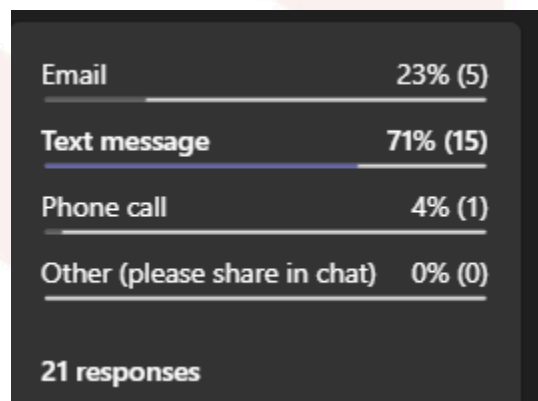 Email 23% (5)
Text message 71% (15)
Phone call 4% (1)
Other (please share in chat) 0% (0)
21 responses